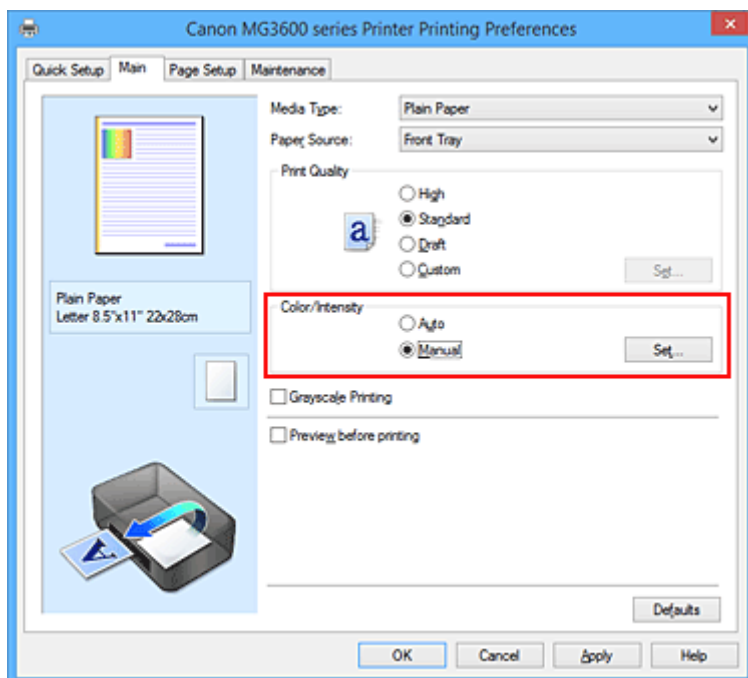 Canon MG3600 series Printer Printing Preferences
Quick Setup Main Page Setup Maintenance
Media Type: Plain Paper
Paper Source: Front Tray
Print Quality
High
a Standard
Draft
Custom Set...
Plain Paper
Letter 8.5"x11" 22x28cm
Color/Intensity
Auto
Manual Set...
Grayscale Printing
Preview before printing
A
Defaults
OK Cancel Apply Help